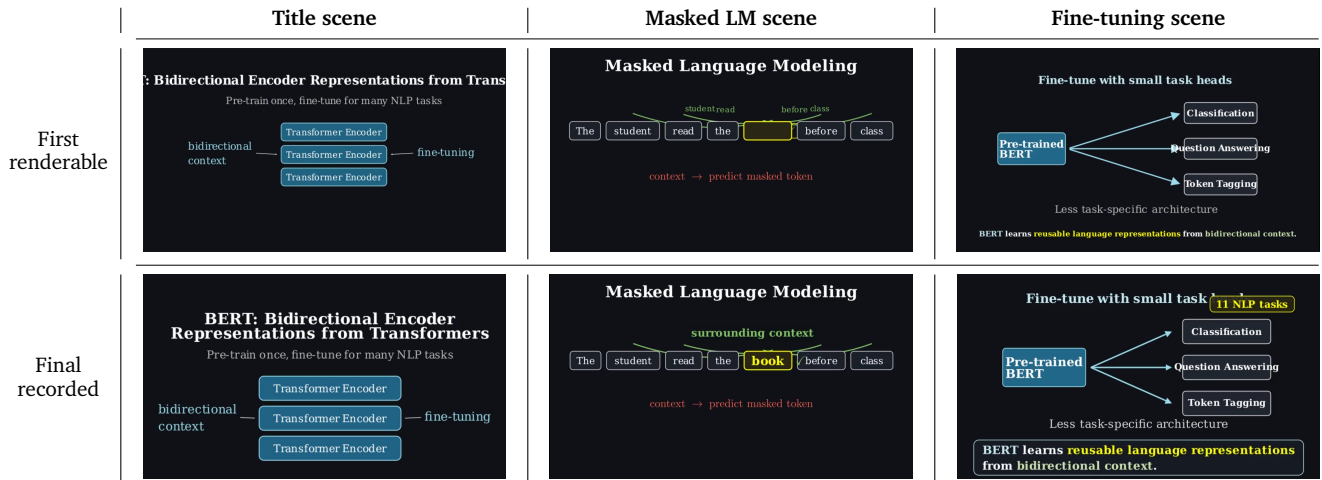 Title scene
Masked LM scene
Fine-tuning scene
First
renderable
: Bidirectional Encoder Representations from Trans
Pre-train once, fine-tune for many NLP tasks
Transformer Encoder
bidirectional
context
Transformer Encoder
fine-tuning
Transformer Encoder
Masked Language Modeling
student read
before class
The student read the before class
context → predict masked token
Fine-tune with small task heads
Classification
Pre-trained
BERT
Question Answering
Token Tagging
Less task-specific architecture
BERT learns reusable language representations from bidirectional context.
Final
recorded
BERT: Bidirectional Encoder
Representations from Transformers
Pre-train once, fine-tune for many NLP tasks
Transformer Encoder
bidirectional
context
Transformer Encoder
fine-tuning
Transformer Encoder
Masked Language Modeling
surrounding context
The student read the book before class
context → predict masked token
Fine-tune with small task
11 NLP tasks
Classification
Pre-trained
BERT
Question Answering
Token Tagging
Less task-specific architecture
BERT learns reusable language representations
from bidirectional context.